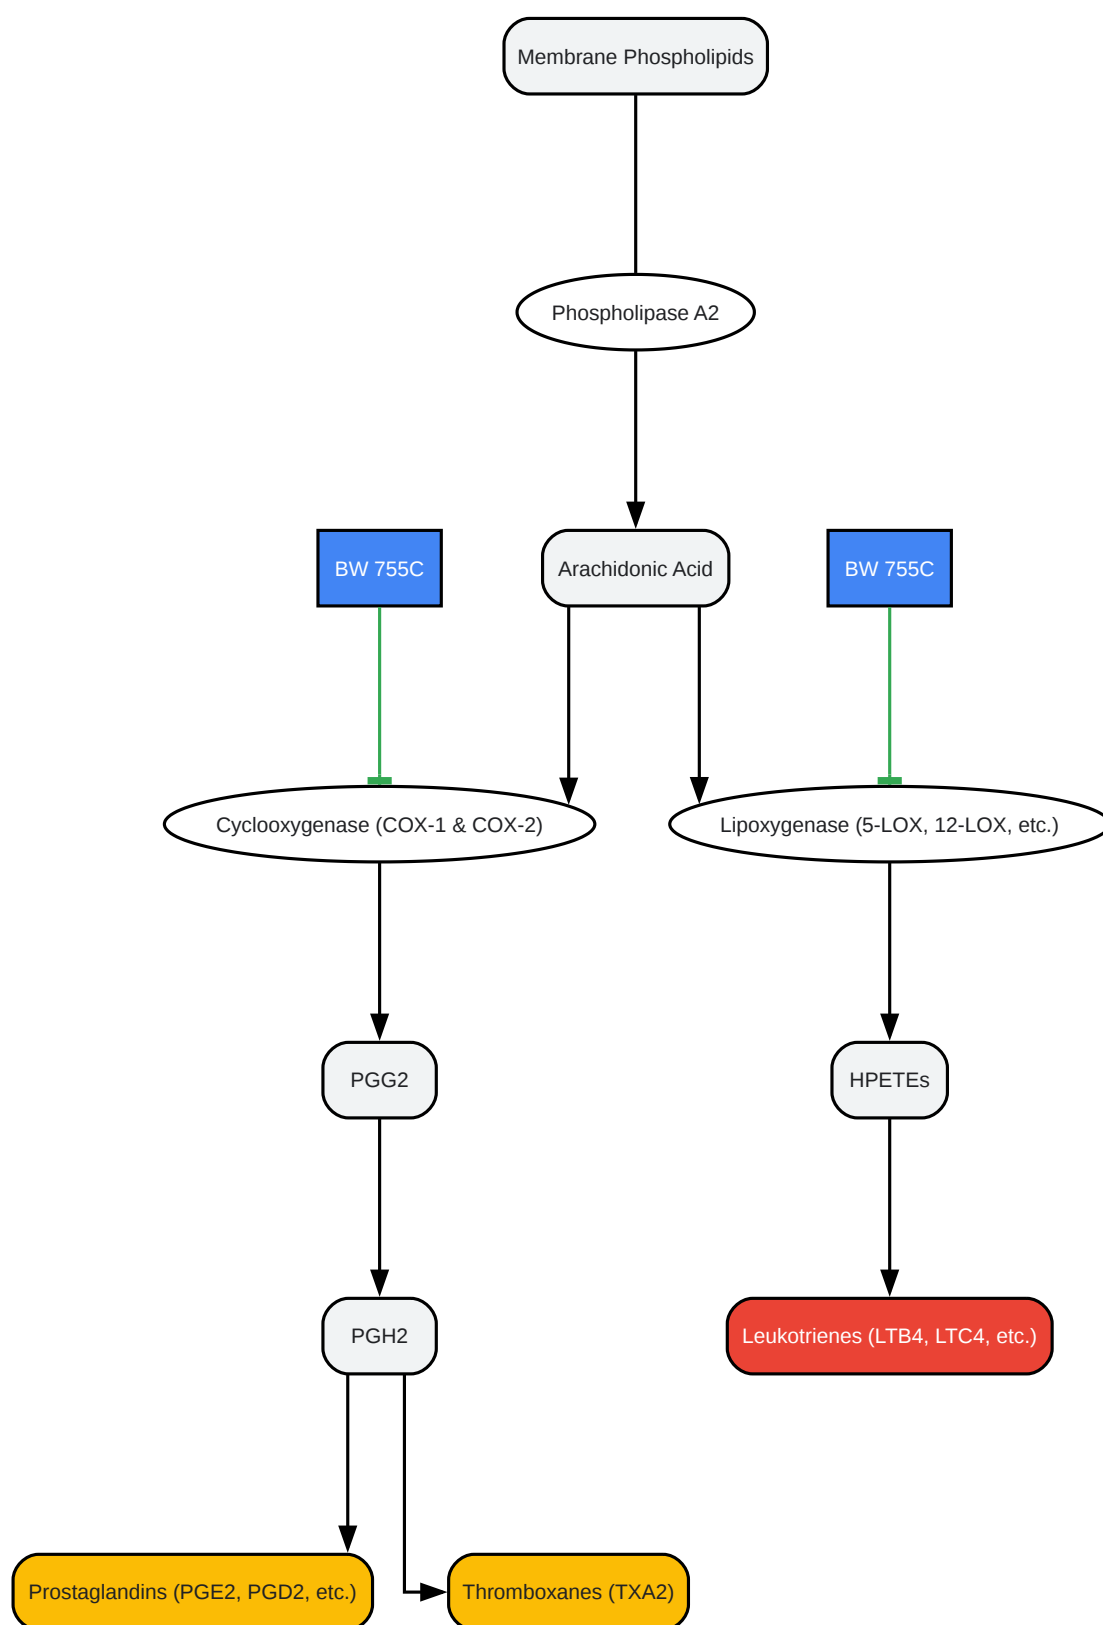 Membrane Phospholipids
Phospholipase A2
BW 755C
Arachidonic Acid
BW 755C
Cyclooxygenase (COX-1 & COX-2)
Lipoxygenase (5-LOX, 12-LOX, etc.)
PGG2
HPETEs
PGH2
Leukotrienes (LTB4, LTC4, etc.)
Prostaglandins (PGE2, PGD2, etc.)
Thromboxanes (TXA2)